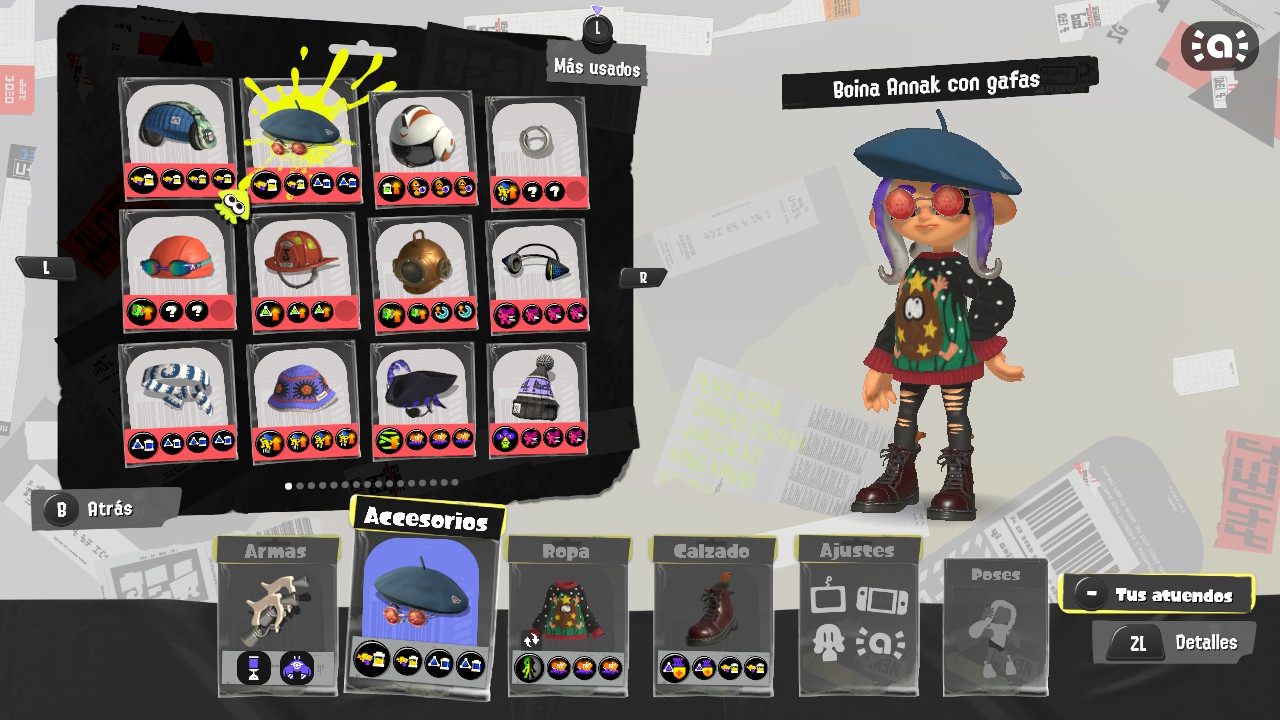 L
Más usados
Boina Annak con gafas
L
R
B Atrás
Accesorios
Armas
Ropa
Calzado
Ajustes
Poses
- Tus atuendos
ZL Detalles